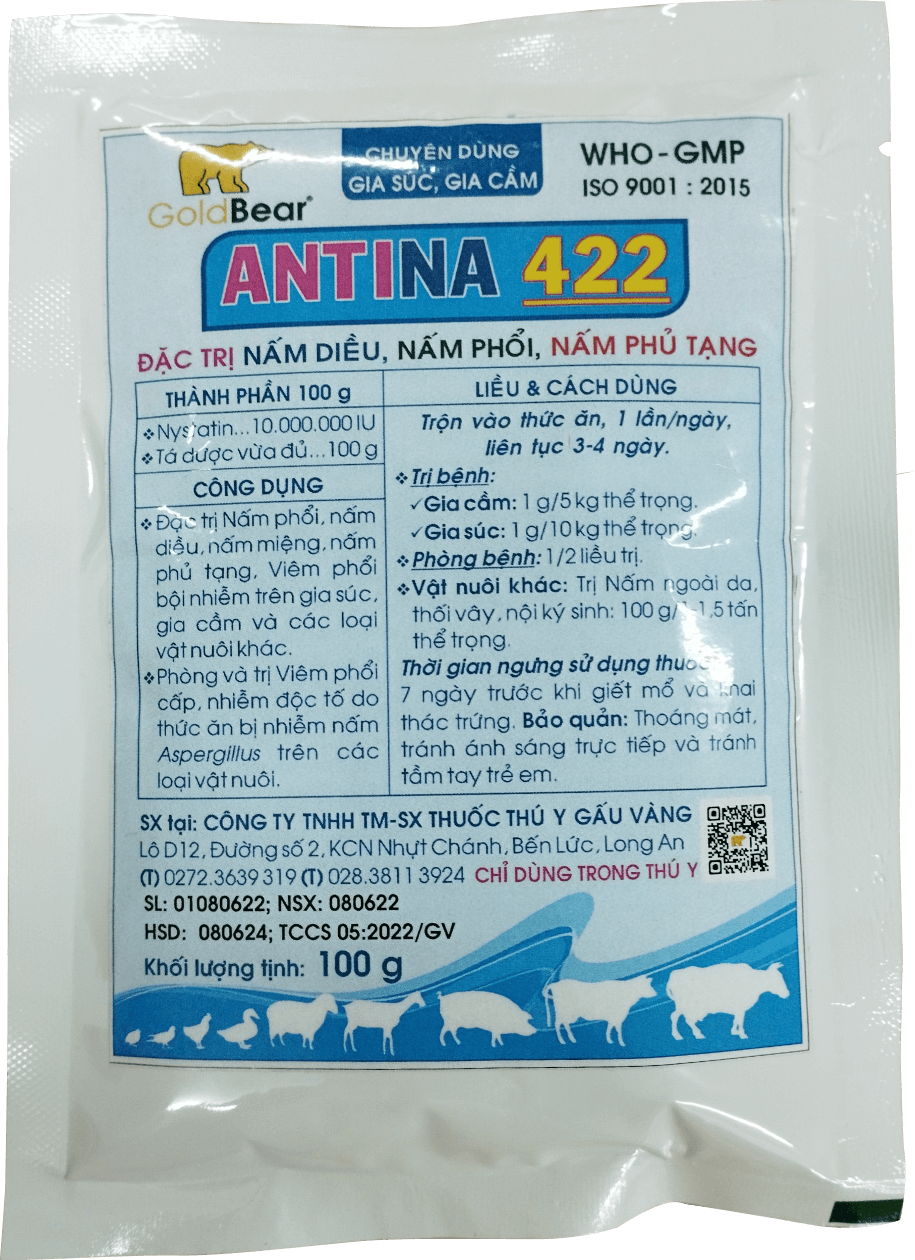 GoldBear®
CHUYÊN DÙNG
GIA SÚC, GIA CẦM
WHO - GMP
ISO 9001 : 2015
ANTINA 422
ĐẶC TRỊ NẤM DIỀU, NẤM PHỔI, NẤM PHỦ TẠNG
THÀNH PHẦN 100 g
❖Nystatin...10.000.000 IU
❖Tá dược vừa đủ...100 g
CÔNG DỤNG
❖Đặc trị Nấm phổi, nấm
diều, nấm miệng, nấm
phủ tạng, Viêm phổi
bội nhiễm trên gia súc,
gia cầm và các loại
vật nuôi khác.
❖Phòng và trị Viêm phổi
cấp, nhiễm độc tố do
thức ăn bị nhiễm nấm
Aspergillus trên các
loại vật nuôi.
LIỀU & CÁCH DÙNG
Trộn vào thức ăn, 1 lần/ngày,
liên tục 3-4 ngày.
❖Trị bệnh:
✓Gia cầm: 1 g/5 kg thể trọng.
✓Gia súc: 1 g/10 kg thể trọng.
❖Phòng bệnh: 1/2 liều trị.
❖Vật nuôi khác: Trị Nấm ngoài da,
thối vây, nội ký sinh: 100 g/1-1,5 tấn
thể trọng.
Thời gian ngưng sử dụng thuốc
7 ngày trước khi giết mổ và khai
thác trứng. Bảo quản: Thoáng mát,
tránh ánh sáng trực tiếp và tránh
tầm tay trẻ em.
SX tại: CÔNG TY TNHH TM-SX THUỐC THÚ Y GẤU VÀNG
Lô D12, Đường số 2, KCN Nhựt Chánh, Bến Lức, Long An
(T) 0272.3639 319 (T) 028.3811 3924 CHỈ DÙNG TRONG THÚ Y
SL: 01080622; NSX: 080622
HSD: 080624; TCCS 05:2022/GV
Khối lượng tịnh: 100 g